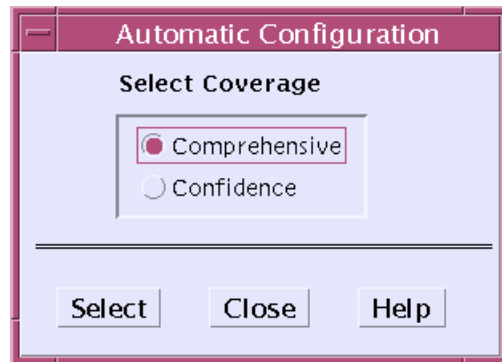 Automatic Configuration
Select Coverage
Comprehensive
Confidence
Select Close Help